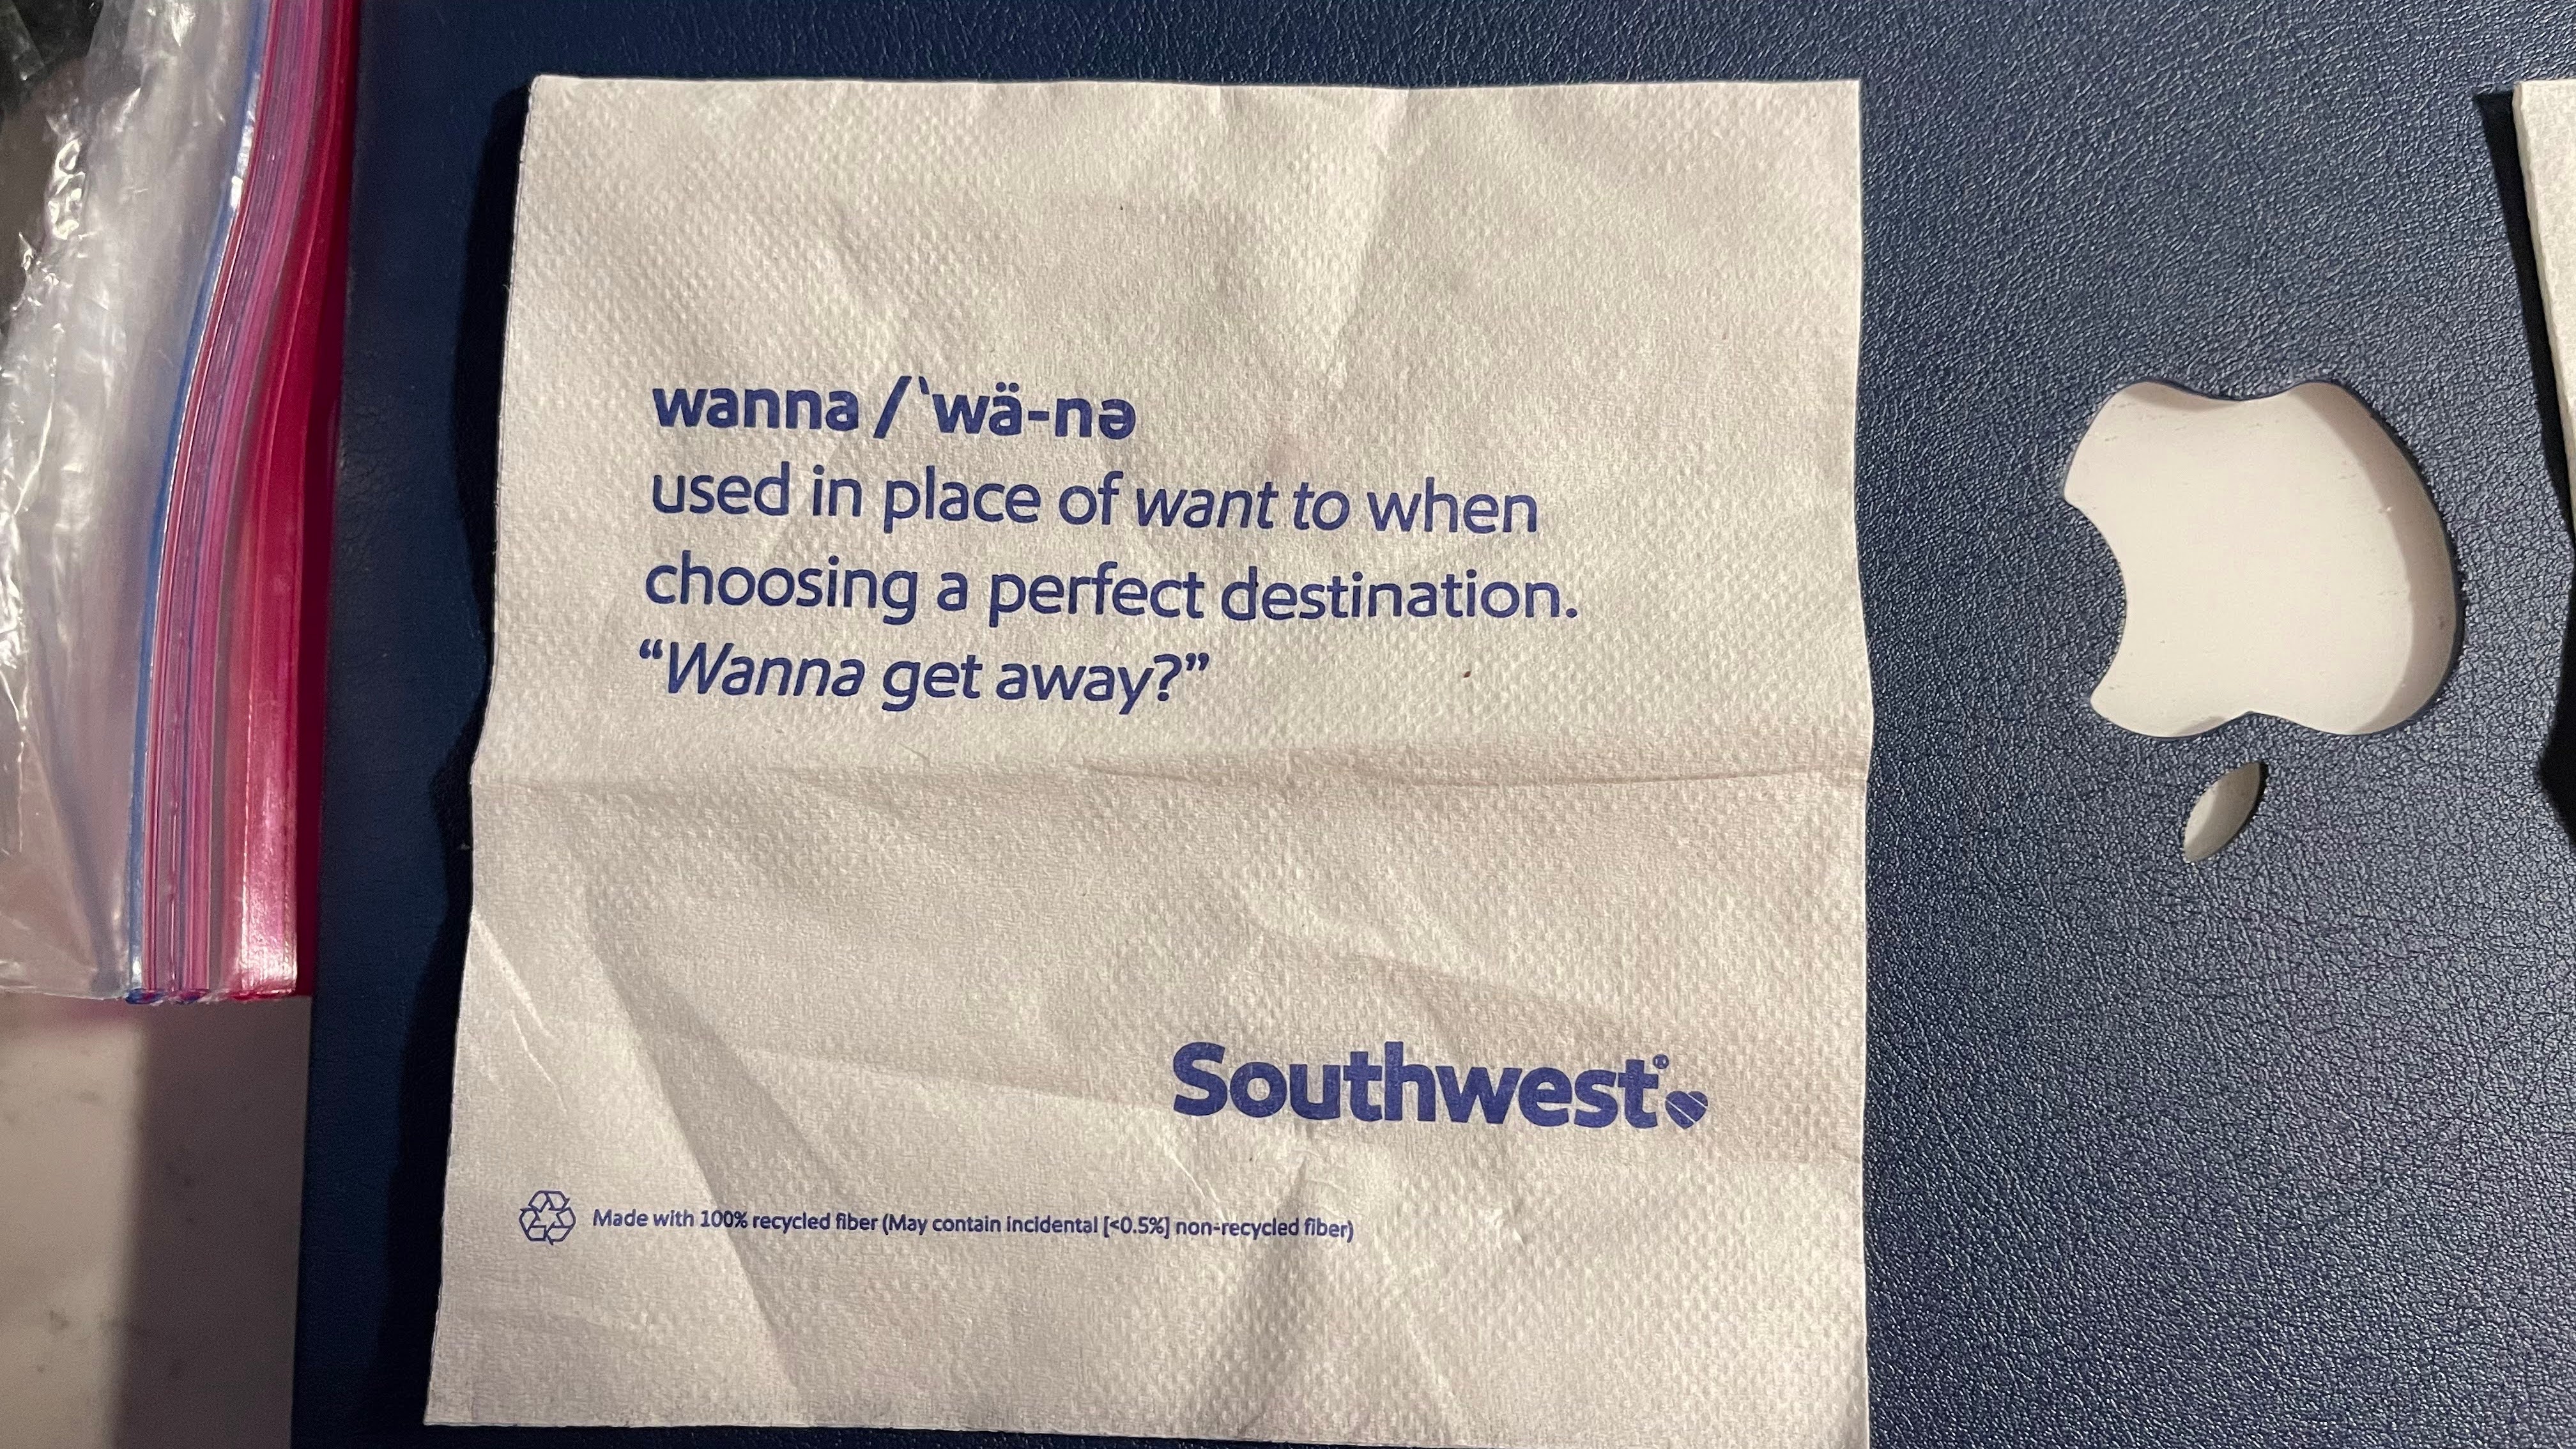 wanna /ˋwä-nə
used in place of want to when
choosing a perfect destination.
“Wanna get away?”
Southwest®
Made with 100% recycled fiber (May contain incidental [<0.5%] non-recycled fiber)